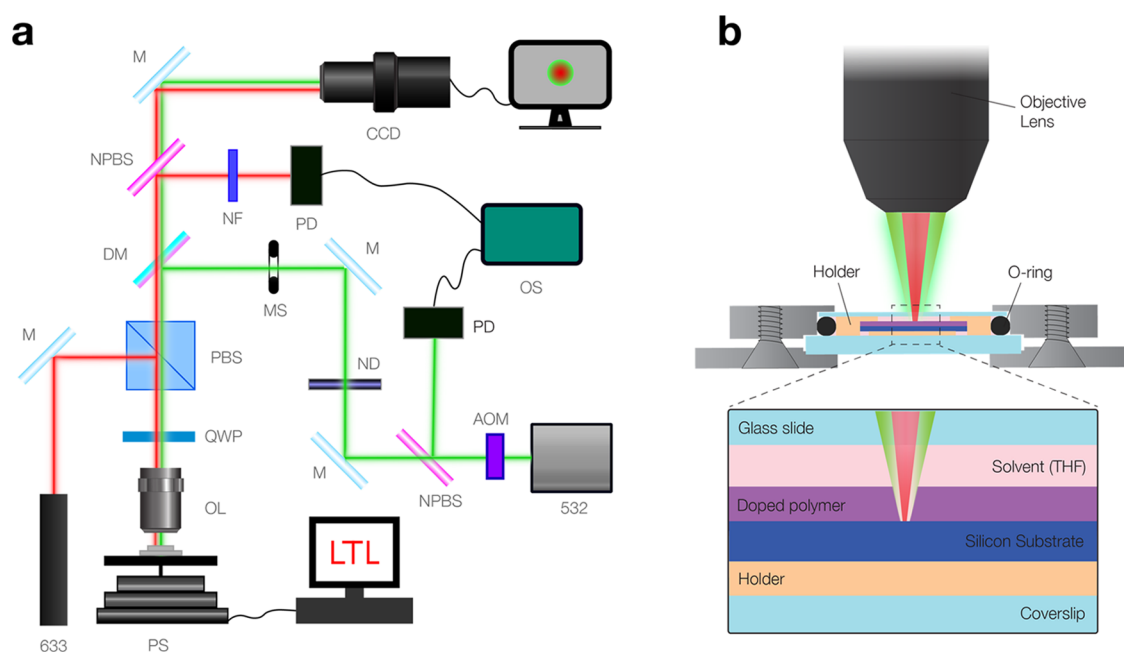 a
M
CCD
NPBS
NF
PD
DM
MS
M
OS
M
PBS
PD
ND
QWP
AOM
M
NPBS
532
OL
LTL
633
PS
b
Objective
Lens
Holder
O-ring
Glass slide
Solvent (THF)
Doped polymer
Silicon Substrate
Holder
Coverslip